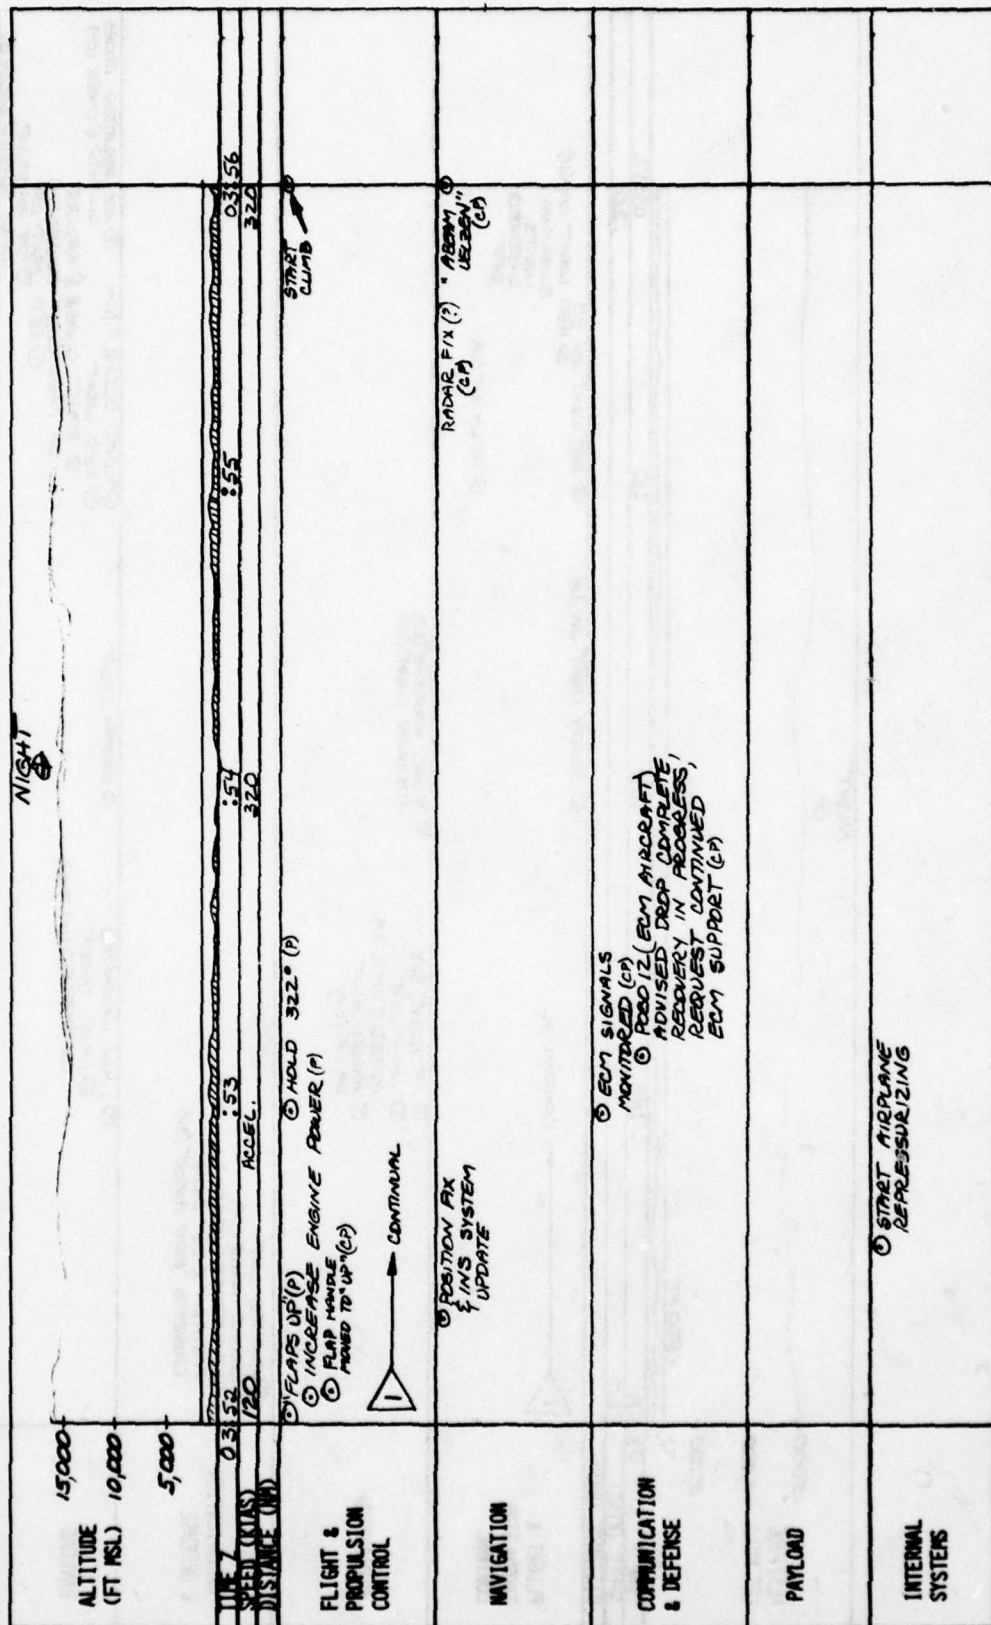 NIGHT
ALTITUDE
(FT MSL)
15,000
10,000
5,000
TIME Z
03:52
:53
:54
:55
03:56
SPEED (KIAS)
120
ACCEL.
320
320
DISTANCE (NM)
FLIGHT &
PROPULSION
CONTROL
"FLAPS UP" (P)
INCREASE ENGINE POWER (P)
FLAP HANDLE
MOVED TO "UP" (CP)
1
CONTINUAL
HOLD 322° (P)
START
CLIMB
NAVIGATION
POSITION FIX
& INS SYSTEM
UPDATE
RADAR FIX (?)
(CP)
"ABEAM
UELZEN"
(CP)
COMMUNICATION
& DEFENSE
ECM SIGNALS
MONITORED (CP)
POGO 12 (ECM AIRCRAFT)
ADVISED DROP COMPLETE,
RECOVERY IN PROGRESS,
REQUEST CONTINUED
ECM SUPPORT (CP)
PAYLOAD
INTERNAL
SYSTEMS
START AIRPLANE
REPRESSURIZING